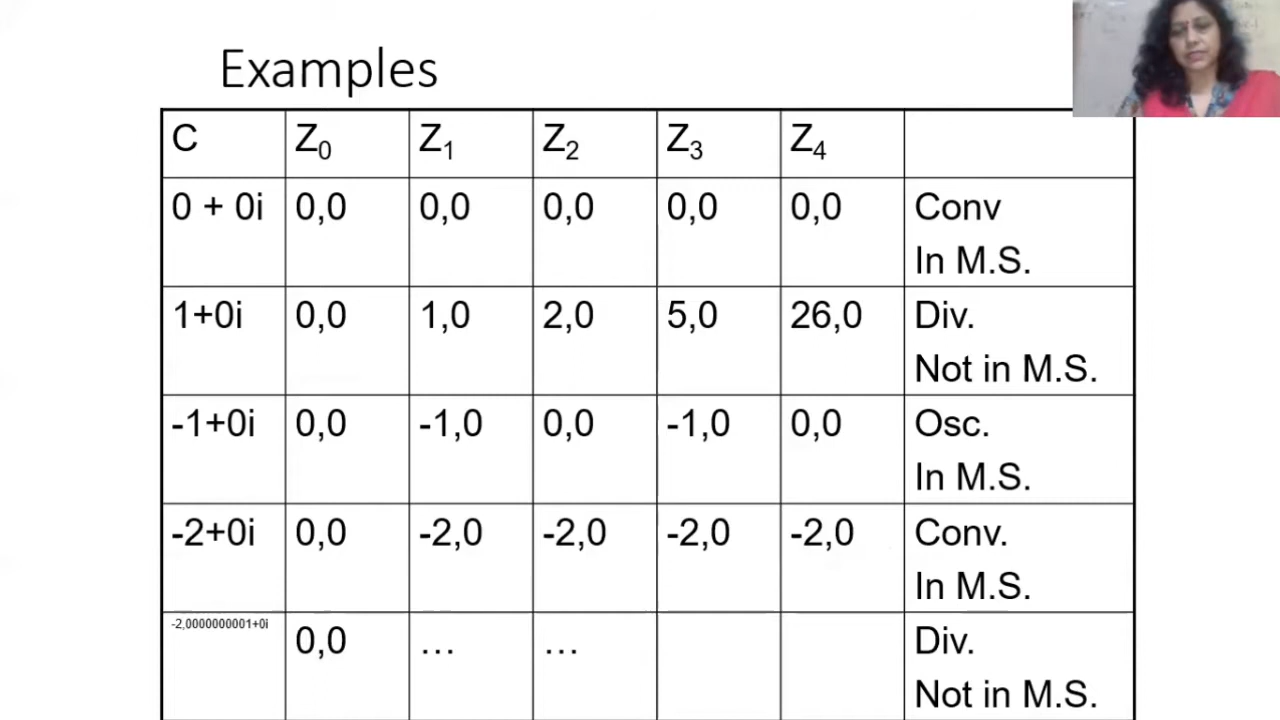 Examples
C Z0 Z1 Z2 Z3 Z4
0 + 0i 0,0 0,0 0,0 0,0 0,0 Conv
In M.S.
1+0i 0,0 1,0 2,0 5,0 26,0 Div.
Not in M.S.
-1+0i 0,0 -1,0 0,0 -1,0 0,0 Osc.
In M.S.
-2+0i 0,0 -2,0 -2,0 -2,0 -2,0 Conv.
In M.S.
-2,0000000001+0i 0,0 … … Div.
Not in M.S.